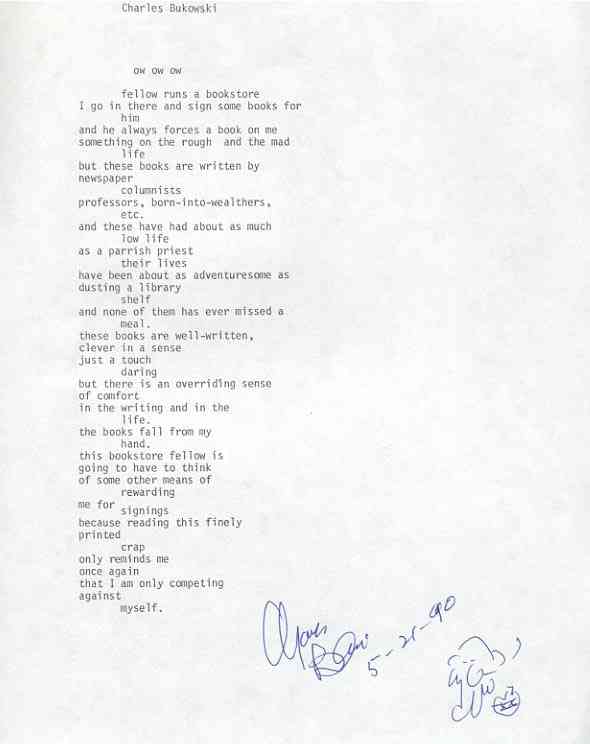 Charles Bukowski
ow ow ow
fellow runs a bookstore
I go in there and sign some books for
him
and he always forces a book on me
something on the rough and the mad
life
but these books are written by
newspaper
columnists
professors, born-into-wealthers,
etc.
and these have had about as much
low life
as a parrish priest
their lives
have been about as adventuresome as
dusting a library
shelf
and none of them has ever missed a
meal.
these books are well-written,
clever in a sense
just a touch
daring
but there is an overriding sense
of comfort
in the writing and in the
life.
the books fall from my
hand.
this bookstore fellow is
going to have to think
of some other means of
rewarding
me for
signings
because reading this finely
printed
crap
only reminds me
once again
that I am only competing
against
myself.
5-21-90